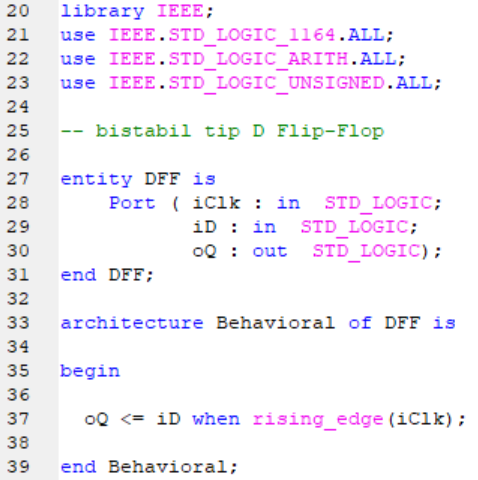 20 library IEEE;
21 use IEEE.STD_LOGIC_1164.ALL;
22 use IEEE.STD_LOGIC_ARITH.ALL;
23 use IEEE.STD_LOGIC_UNSIGNED.ALL;
24
25 -- bistabil tip D Flip-Flop
26
27 entity DFF is
28     Port ( iClk : in  STD_LOGIC;
29            iD : in  STD_LOGIC;
30            oQ : out  STD_LOGIC);
31 end DFF;
32
33 architecture Behavioral of DFF is
34
35 begin
36
37   oQ <= iD when rising_edge(iClk);
38
39 end Behavioral;